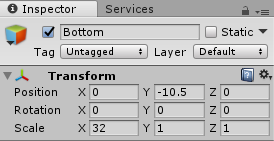 Inspector Services
Bottom Static
Tag Untagged Layer Default
Transform
Position X 0 Y -10.5 Z 0
Rotation X 0 Y 0 Z 0
Scale X 32 Y 1 Z 1